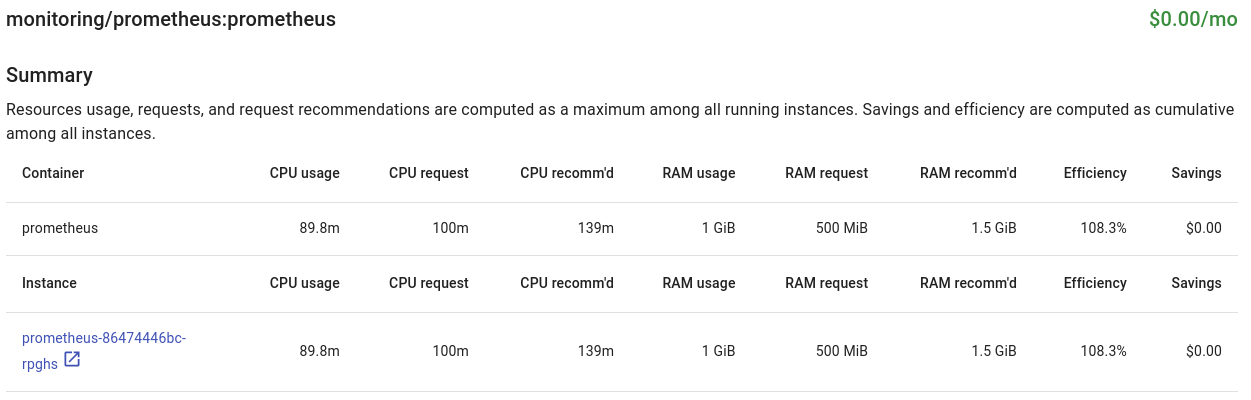 monitoring/prometheus:prometheus $0.00/mo
Summary
Resources usage, requests, and request recommendations are computed as a maximum among all running instances. Savings and efficiency are computed as cumulative
among all instances.
Container CPU usage CPU request CPU recomm'd RAM usage RAM request RAM recomm'd Efficiency Savings
prometheus 89.8m 100m 139m 1 GiB 500 MiB 1.5 GiB 108.3% $0.00
Instance CPU usage CPU request CPU recomm'd RAM usage RAM request RAM recomm'd Efficiency Savings
prometheus-86474446bc-
rpghs 89.8m 100m 139m 1 GiB 500 MiB 1.5 GiB 108.3% $0.00